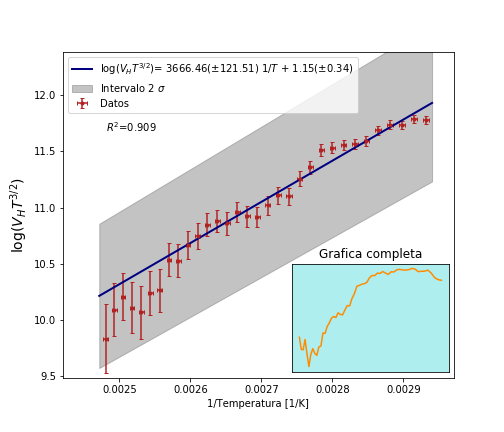 log(V_H T^{3/2})= 3666.46(±121.51) 1/T + 1.15(±0.34)
Intervalo 2 σ
Datos
R²=0.909
log(V_H T^{3/2})
12.0
11.5
11.0
10.5
10.0
9.5
Grafica completa
0.0025 0.0026 0.0027 0.0028 0.0029
1/Temperatura [1/K]